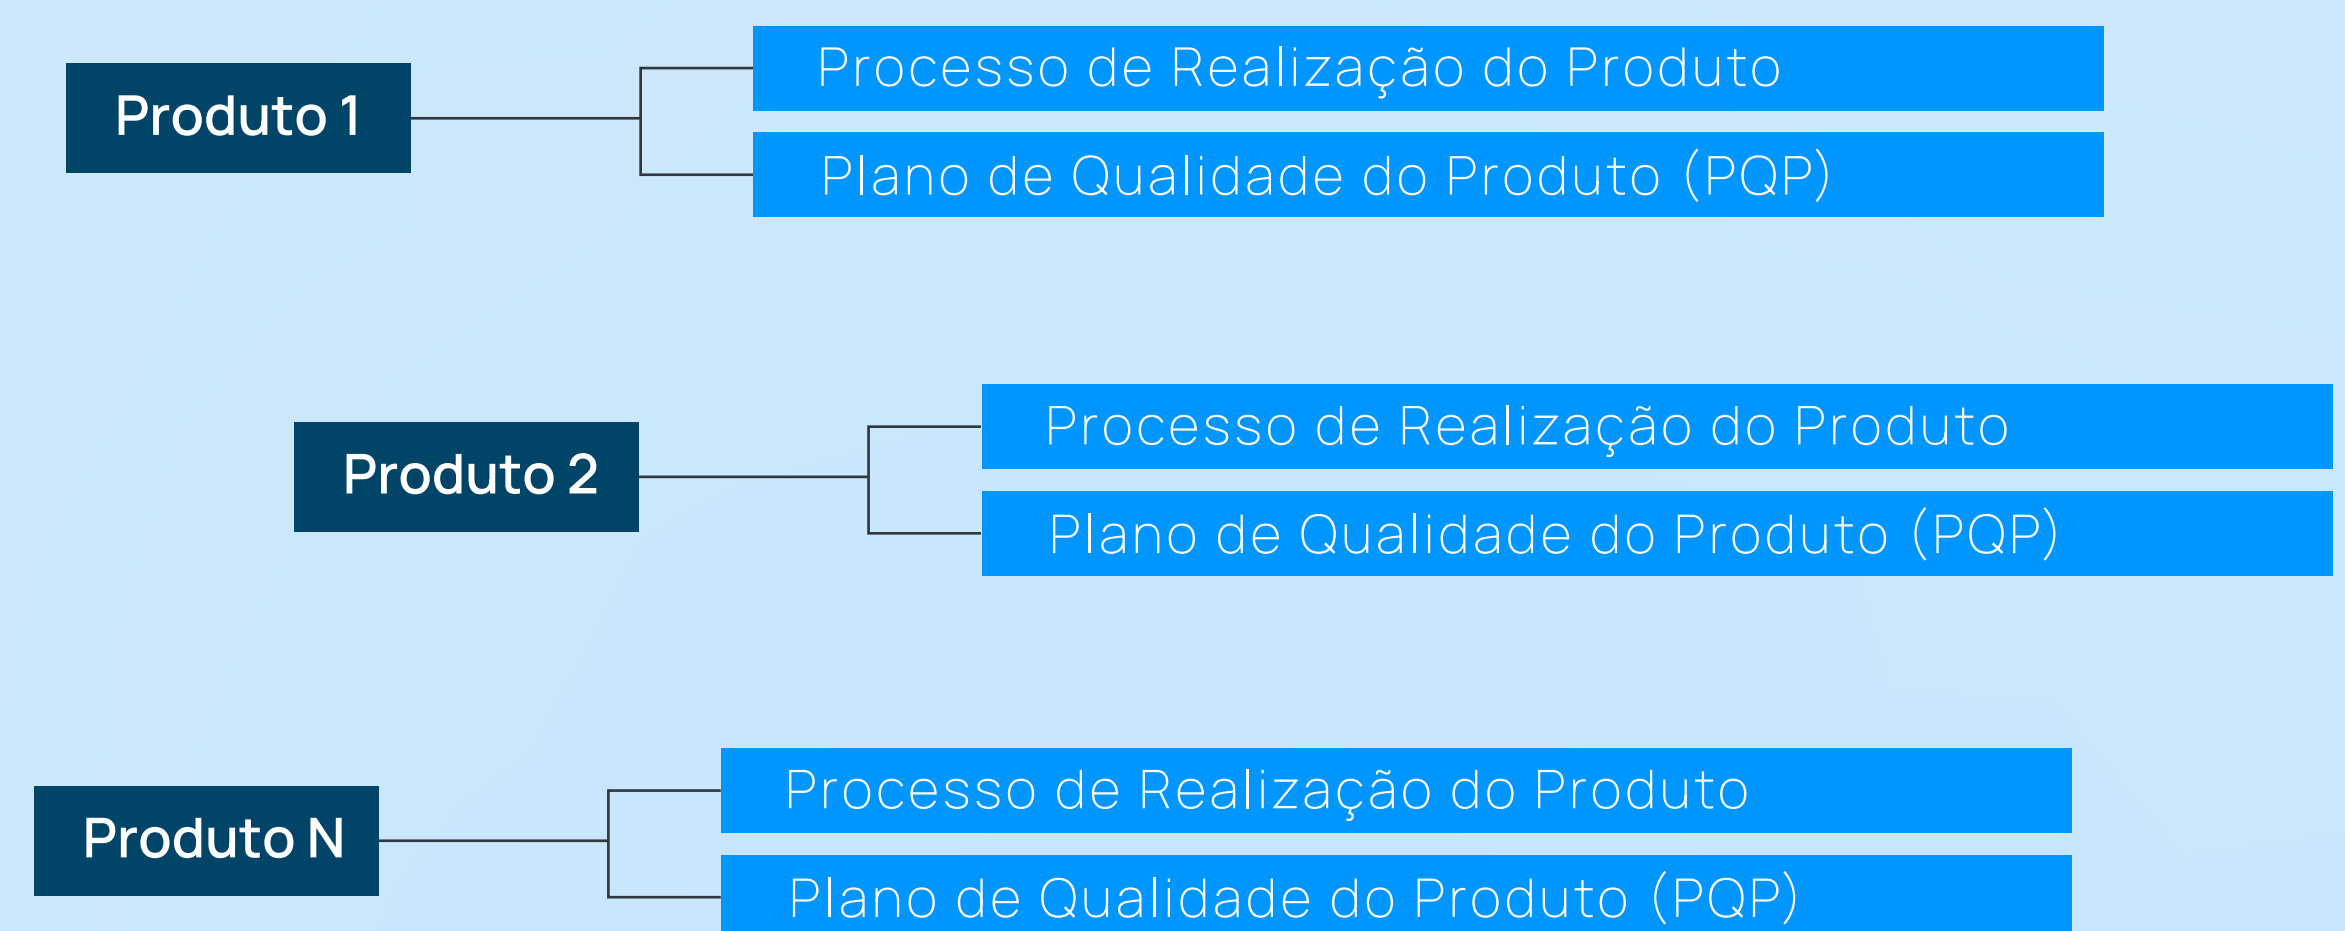 Processo de Realização do Produto
Produto 1
Plano de Qualidade do Produto (PQP)
Processo de Realização do Produto
Produto 2
Plano de Qualidade do Produto (PQP)
Processo de Realização do Produto
Produto N
Plano de Qualidade do Produto (PQP)